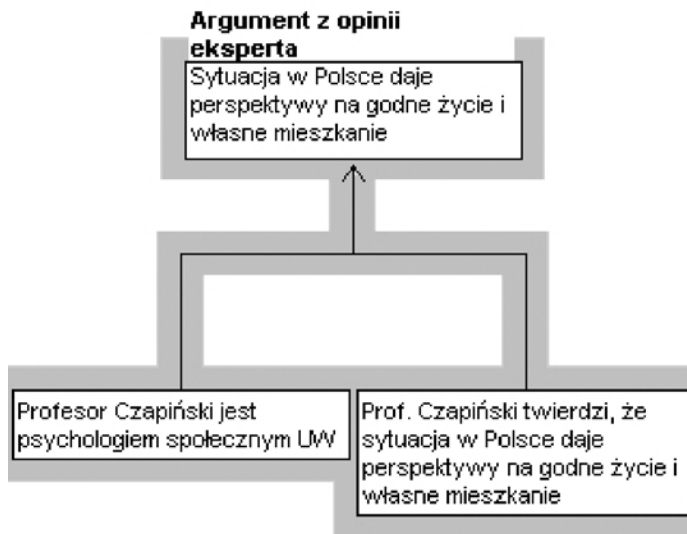 Argument z opinii
eksperta
Sytuacja w Polsce daje
perspektywy na godne życie i
własne mieszkanie
Profesor Czapiński jest
psychologiem społecznym UW
Prof. Czapiński twierdzi, że
sytuacja w Polsce daje
perspektywy na godne życie i
własne mieszkanie